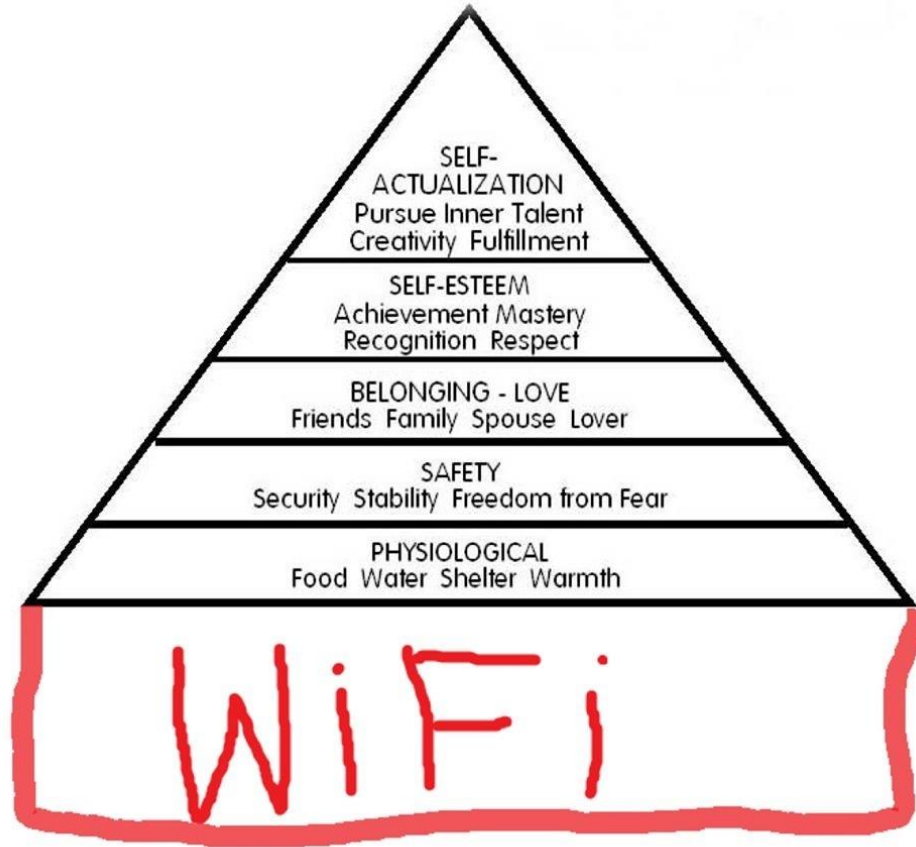 SELF-
ACTUALIZATION
Pursue Inner Talent
Creativity Fulfillment
SELF-ESTEEM
Achievement Mastery
Recognition Respect
BELONGING - LOVE
Friends Family Spouse Lover
SAFETY
Security Stability Freedom from Fear
PHYSIOLOGICAL
Food Water Shelter Warmth
WiFi